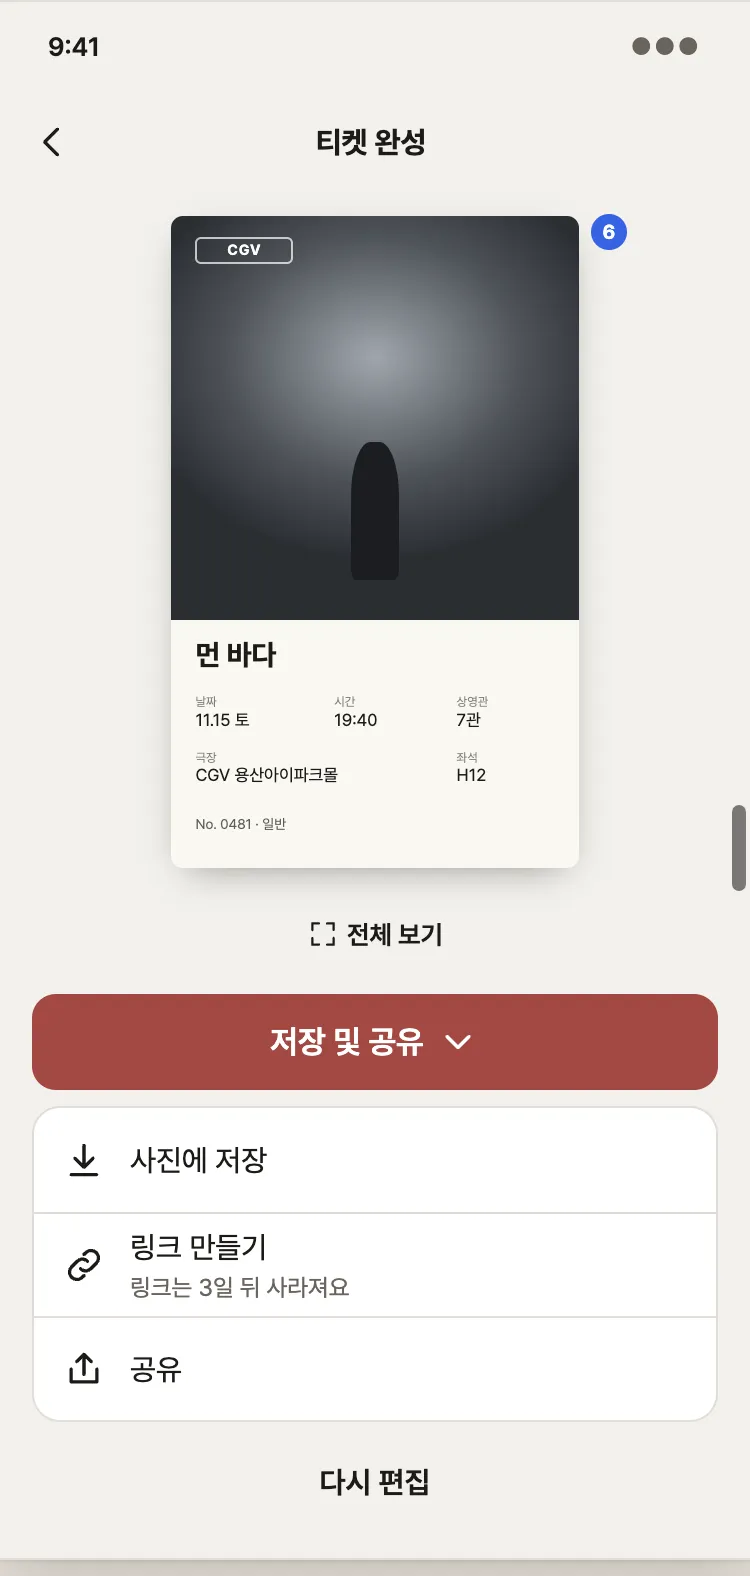 9:41
티켓 완성
CGV
6
먼 바다
날짜 시간 상영관
11.15 토 19:40 7관
극장 좌석
CGV 용산아이파크몰 H12
No. 0481 · 일반
전체 보기
저장 및 공유
사진에 저장
링크 만들기
링크는 3일 뒤 사라져요
공유
다시 편집